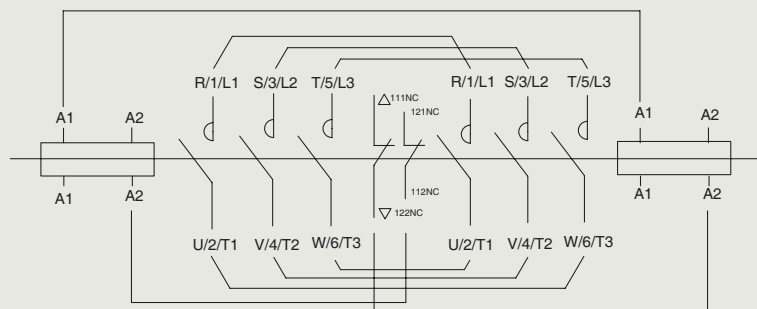 R/1/L1 S/3/L2 T/5/L3 R/1/L1 S/3/L2 T/5/L3
111NC
A1 A2 121NC A1 A2
A1 A2 112NC A1 A2
122NC
U/2/T1 V/4/T2 W/6/T3 U/2/T1 V/4/T2 W/6/T3